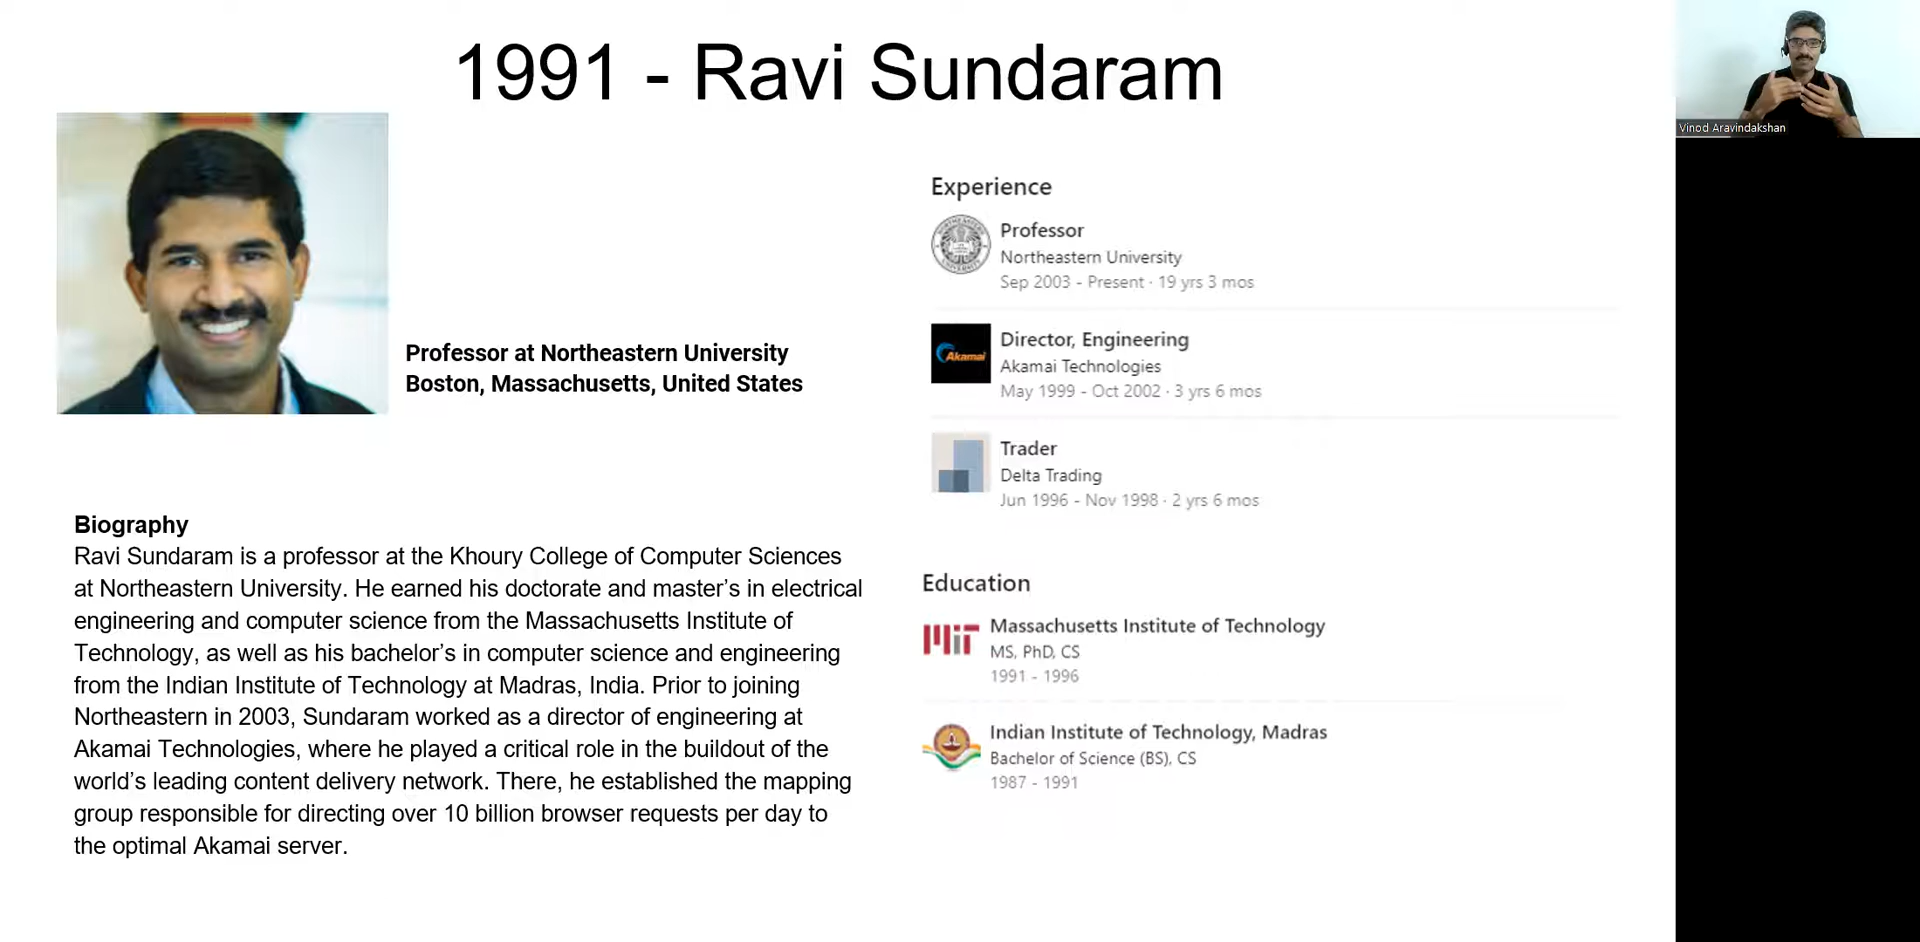 1991 - Ravi Sundaram
Professor at Northeastern University
Boston, Massachusetts, United States
Biography
Ravi Sundaram is a professor at the Khoury College of Computer Sciences
at Northeastern University. He earned his doctorate and master’s in electrical
engineering and computer science from the Massachusetts Institute of
Technology, as well as his bachelor’s in computer science and engineering
from the Indian Institute of Technology at Madras, India. Prior to joining
Northeastern in 2003, Sundaram worked as a director of engineering at
Akamai Technologies, where he played a critical role in the buildout of the
world’s leading content delivery network. There, he established the mapping
group responsible for directing over 10 billion browser requests per day to
the optimal Akamai server.
Experience
Professor
Northeastern University
Sep 2003 - Present · 19 yrs 3 mos
Akamai
Director, Engineering
Akamai Technologies
May 1999 - Oct 2002 · 3 yrs 6 mos
Trader
Delta Trading
Jun 1996 - Nov 1998 · 2 yrs 6 mos
Education
MIT
Massachusetts Institute of Technology
MS, PhD, CS
1991 - 1996
Indian Institute of Technology, Madras
Bachelor of Science (BS), CS
1987 - 1991
Vinod Aravindakshan